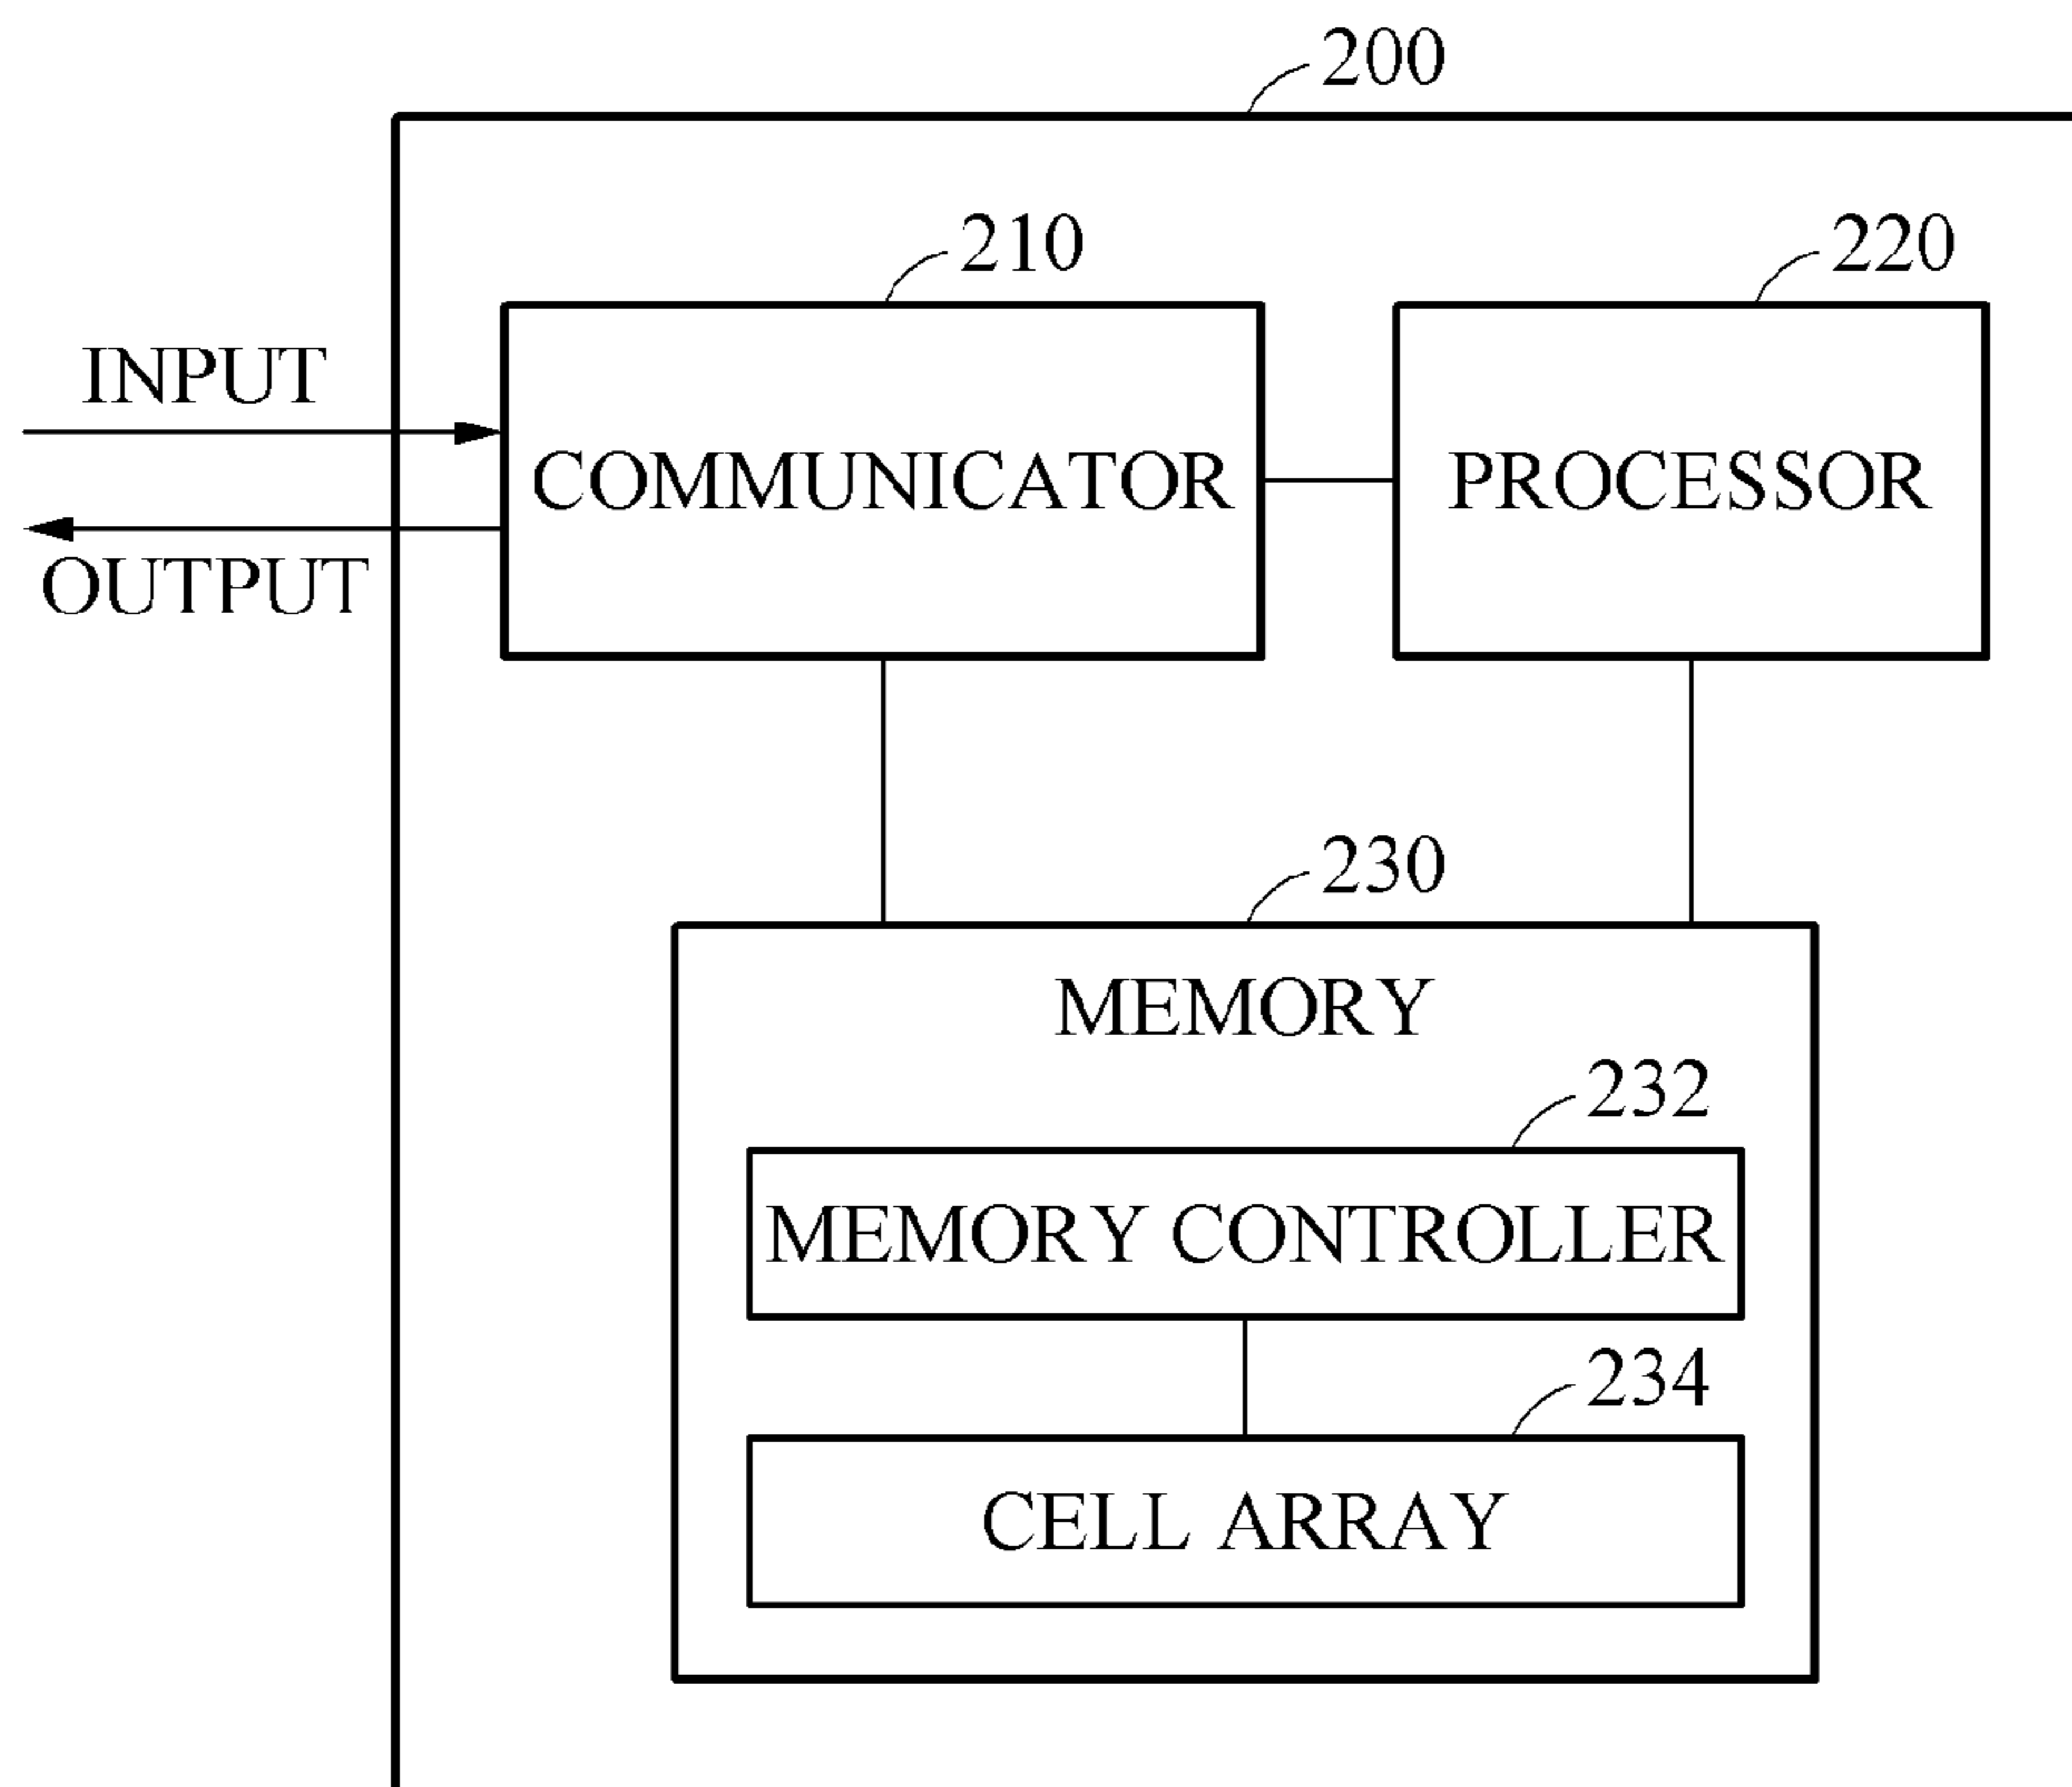 200
210
220
INPUT
COMMUNICATOR
PROCESSOR
OUTPUT
230
MEMORY
232
MEMORY CONTROLLER
234
CELL ARRAY